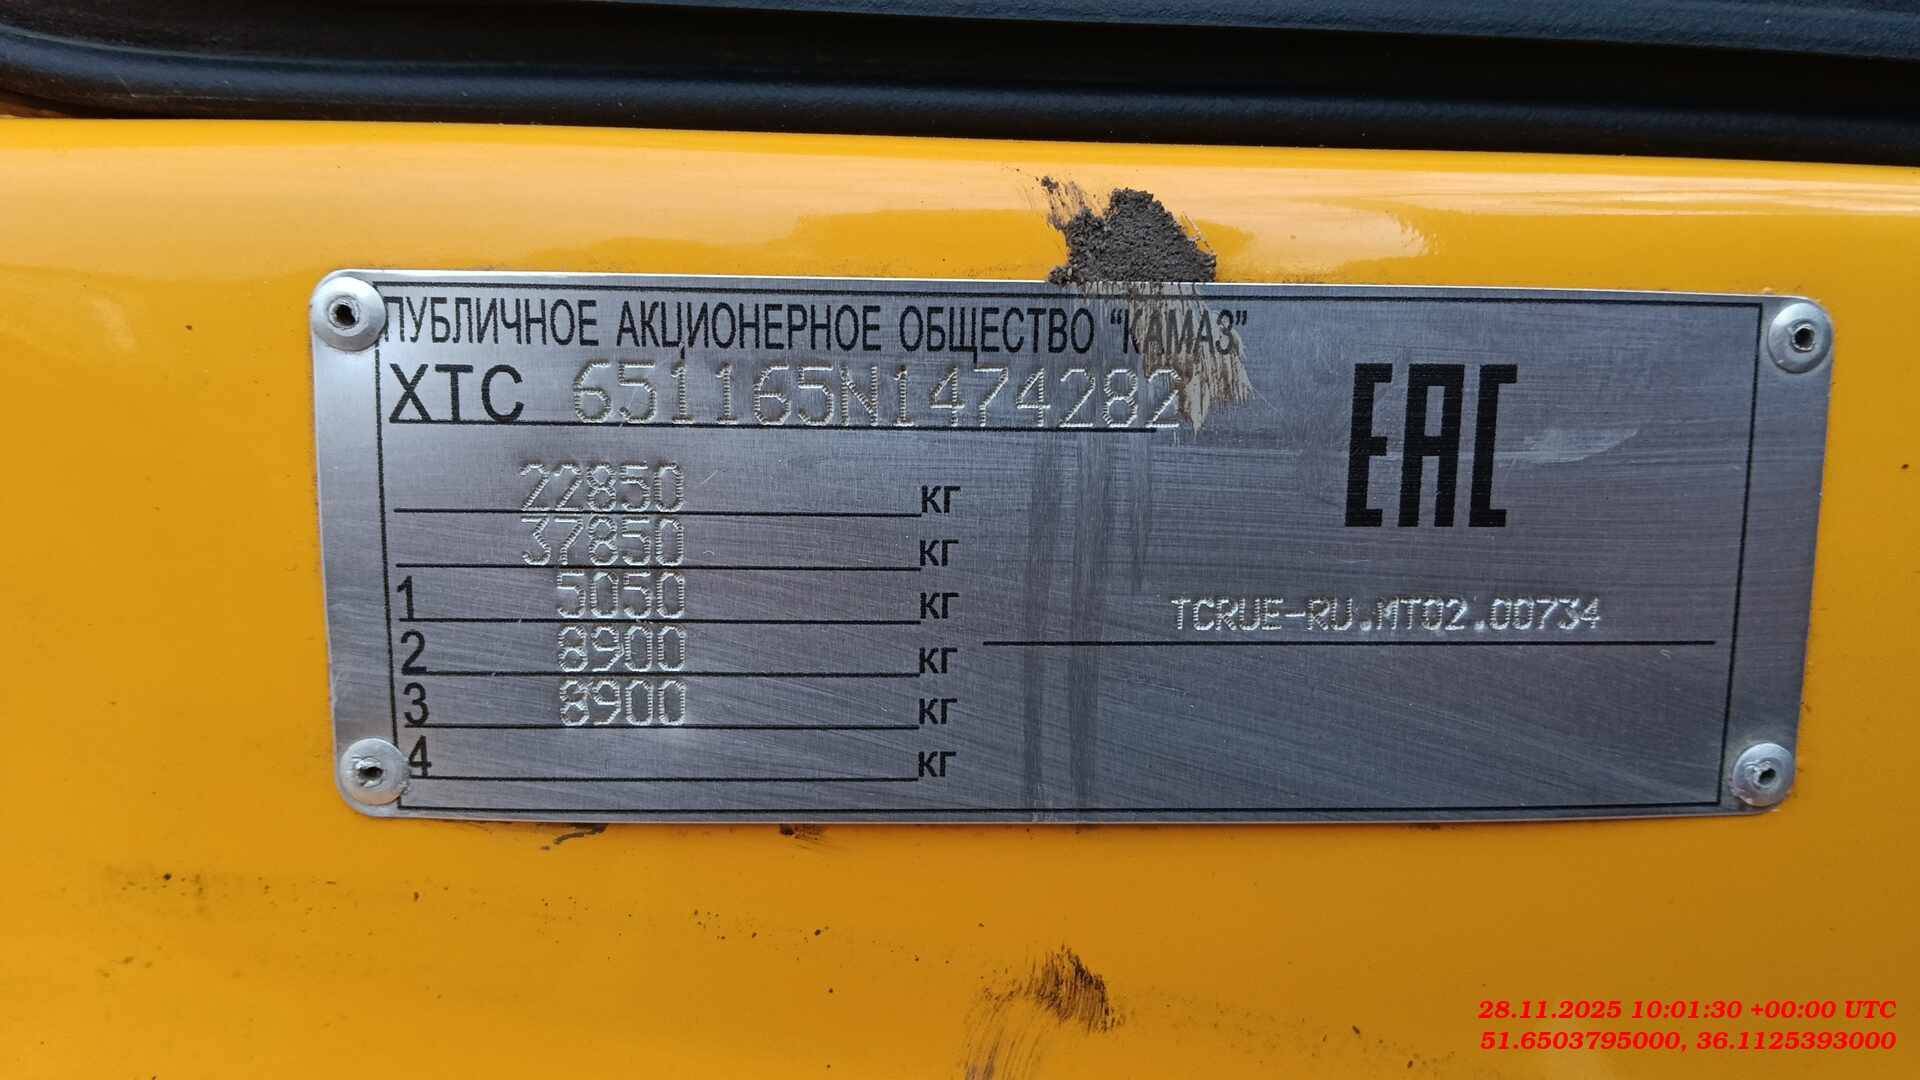 ПУБЛИЧНОЕ АКЦИОНЕРНОЕ ОБЩЕСТВО "КАМАЗ"
XTC 651165N1474282
EAC
22850 КГ
37850 КГ
1 5050 КГ
2 8900 КГ
3 8900 КГ
4 КГ
TCRUE-RU.MT02.00734
28.11.2025 10:01:30 +00:00 UTC
51.6503795000, 36.1125393000